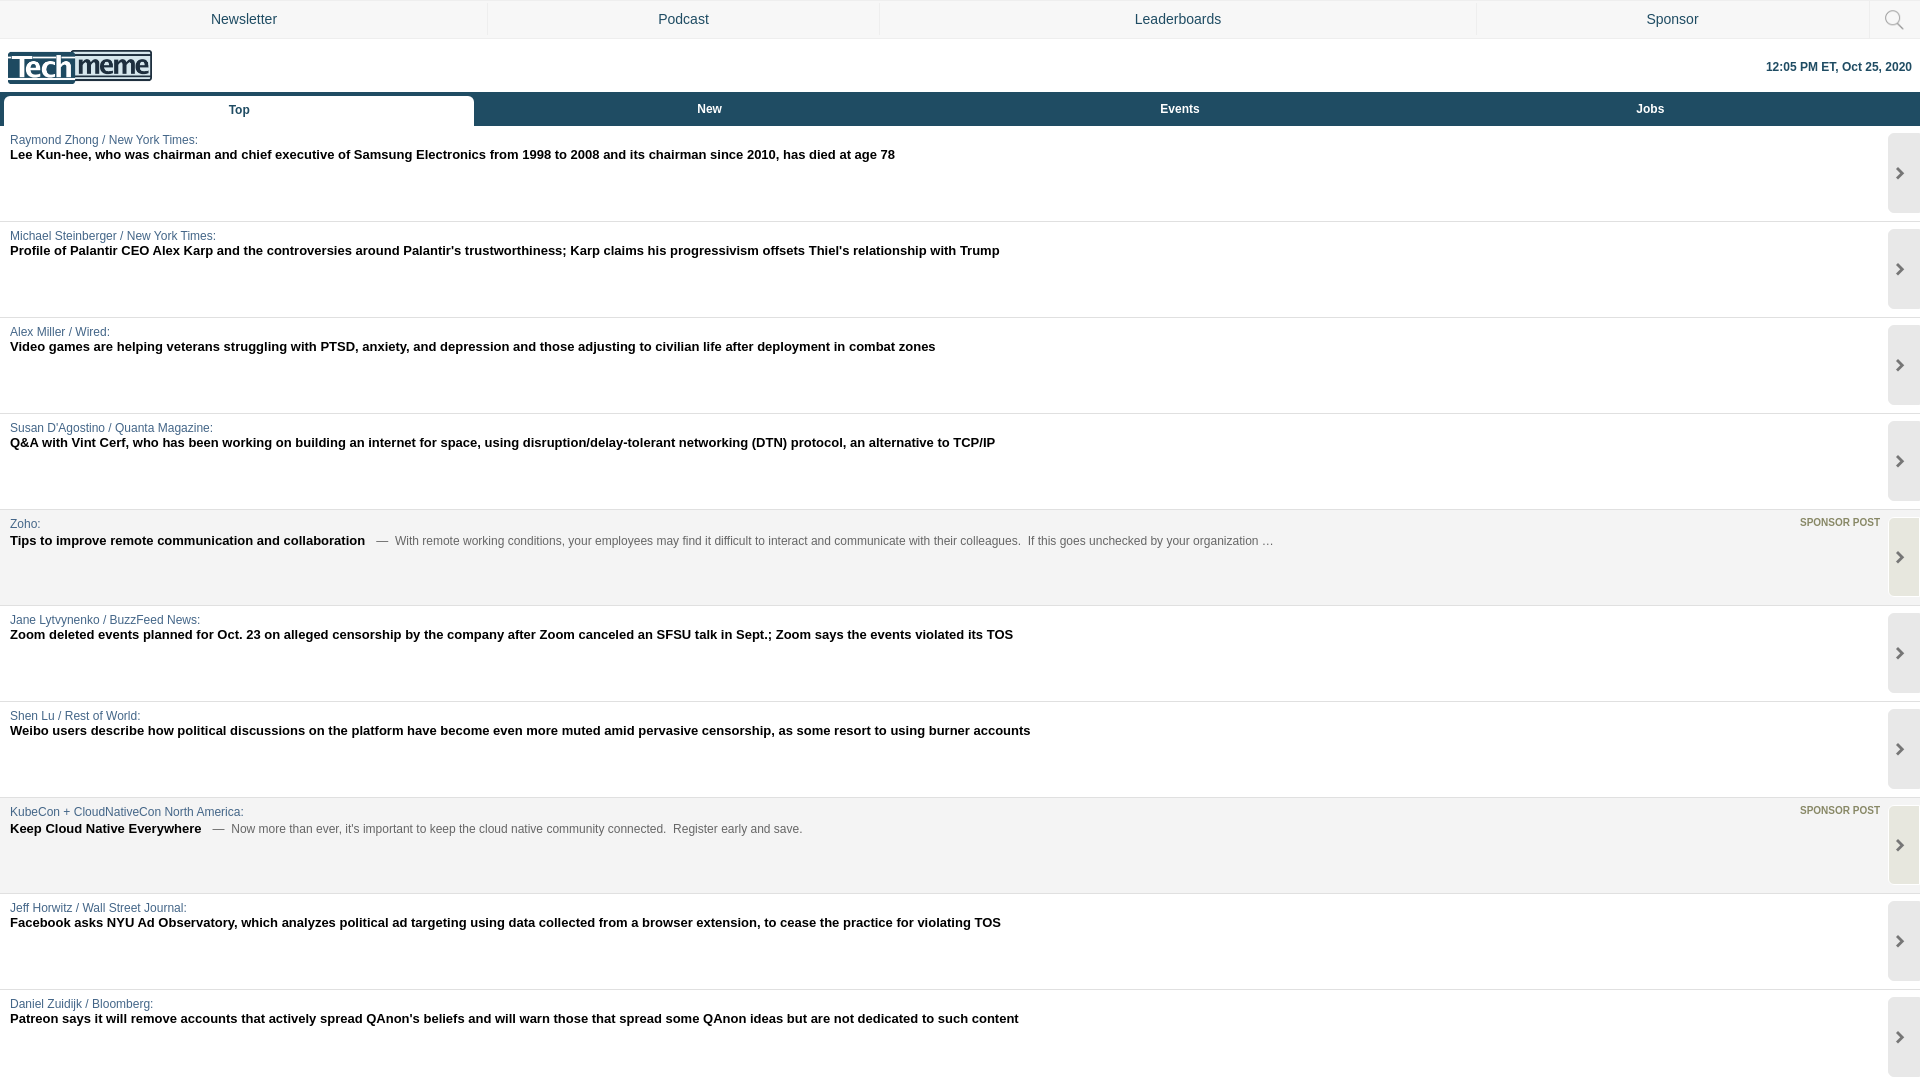 Newsletter
Podcast
Leaderboards
Sponsor
Techmeme
12:05 PM ET, Oct 25, 2020
Top
New
Events
Jobs
Raymond Zhong / New York Times:
Lee Kun-hee, who was chairman and chief executive of Samsung Electronics from 1998 to 2008 and its chairman since 2010, has died at age 78
Michael Steinberger / New York Times:
Profile of Palantir CEO Alex Karp and the controversies around Palantir's trustworthiness; Karp claims his progressivism offsets Thiel's relationship with Trump
Alex Miller / Wired:
Video games are helping veterans struggling with PTSD, anxiety, and depression and those adjusting to civilian life after deployment in combat zones
Susan D'Agostino / Quanta Magazine:
Q&A with Vint Cerf, who has been working on building an internet for space, using disruption/delay-tolerant networking (DTN) protocol, an alternative to TCP/IP
Zoho:
SPONSOR POST
Tips to improve remote communication and collaboration — With remote working conditions, your employees may find it difficult to interact and communicate with their colleagues. If this goes unchecked by your organization …
Jane Lytvynenko / BuzzFeed News:
Zoom deleted events planned for Oct. 23 on alleged censorship by the company after Zoom canceled an SFSU talk in Sept.; Zoom says the events violated its TOS
Shen Lu / Rest of World:
Weibo users describe how political discussions on the platform have become even more muted amid pervasive censorship, as some resort to using burner accounts
KubeCon + CloudNativeCon North America:
SPONSOR POST
Keep Cloud Native Everywhere — Now more than ever, it's important to keep the cloud native community connected. Register early and save.
Jeff Horwitz / Wall Street Journal:
Facebook asks NYU Ad Observatory, which analyzes political ad targeting using data collected from a browser extension, to cease the practice for violating TOS
Daniel Zuidijk / Bloomberg:
Patreon says it will remove accounts that actively spread QAnon's beliefs and will warn those that spread some QAnon ideas but are not dedicated to such content